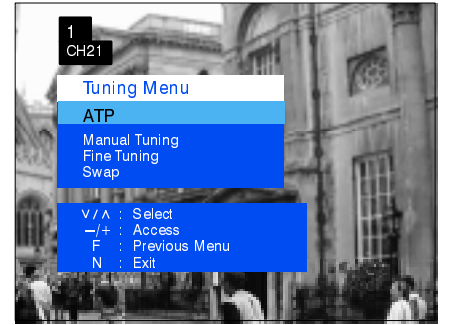 1
CH21
Tuning Menu
ATP
Manual Tuning
Fine Tuning
Swap
∨/∧ : Select
–/+ : Access
F : Previous Menu
N : Exit